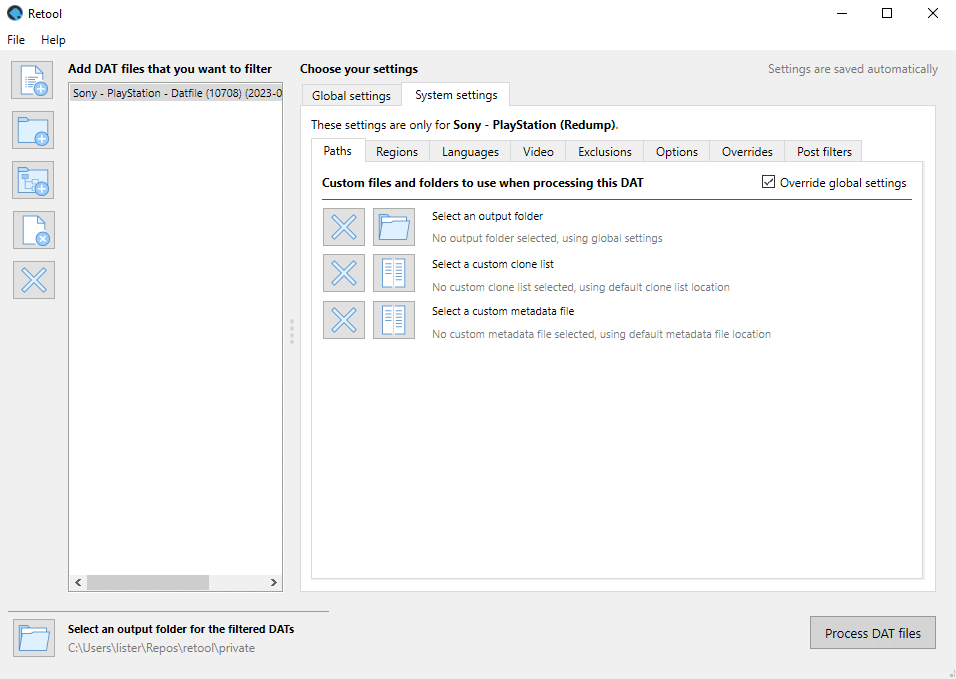 Retool
File Help
Add DAT files that you want to filter
Sony - PlayStation - Datfile (10708) (2023-0
Choose your settings
Settings are saved automatically
Global settings System settings
These settings are only for Sony - PlayStation (Redump).
Paths Regions Languages Video Exclusions Options Overrides Post filters
Custom files and folders to use when processing this DAT
Override global settings
Select an output folder
No output folder selected, using global settings
Select a custom clone list
No custom clone list selected, using default clone list location
Select a custom metadata file
No custom metadata file selected, using default metadata file location
Select an output folder for the filtered DATs
C:\Users\lister\Repos\retool\private
Process DAT files